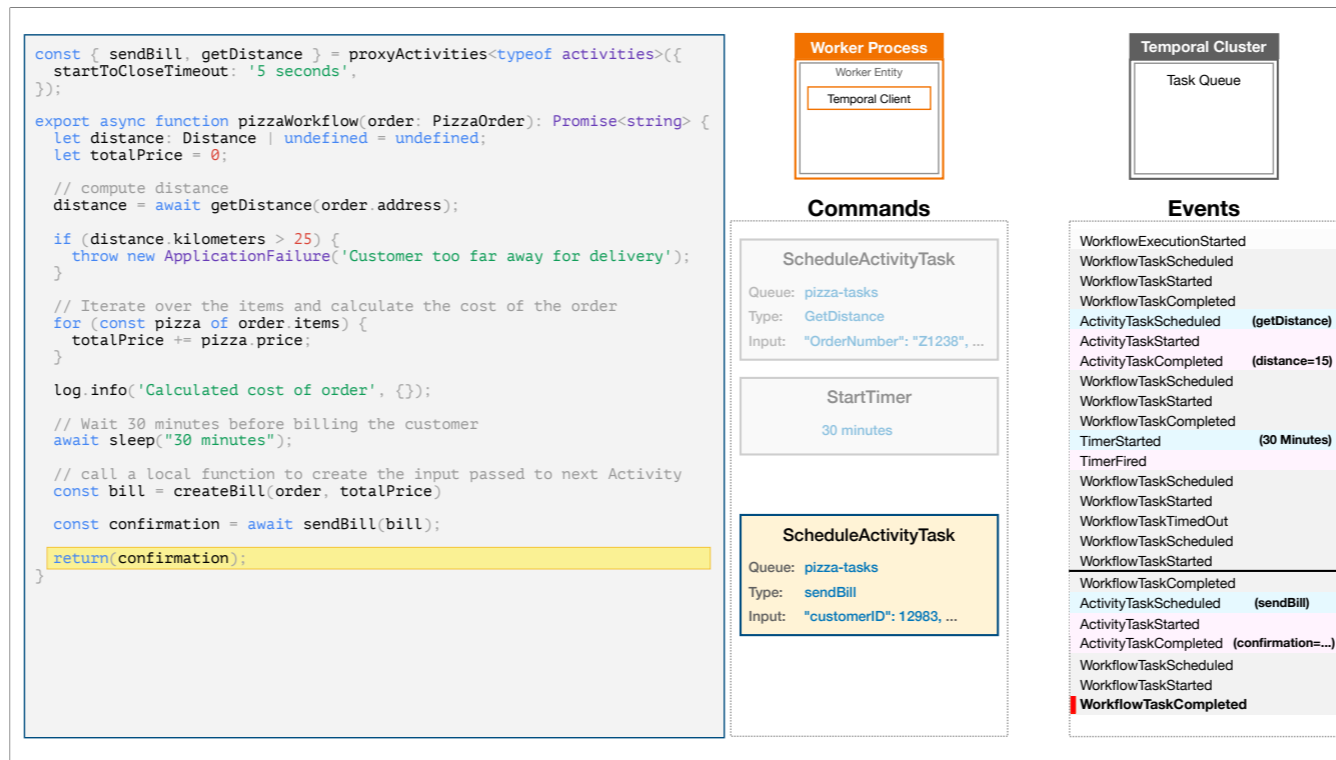 const { sendBill, getDistance } = proxyActivities<typeof activities>({
startToCloseTimeout: '5 seconds',
});
export async function pizzaWorkflow(order: PizzaOrder): Promise<string> {
let distance: Distance | undefined = undefined;
let totalPrice = 0;
// compute distance
distance = await getDistance(order.address);
if (distance.kilometers > 25) {
throw new ApplicationFailure('Customer too far away for delivery');
}
// Iterate over the items and calculate the cost of the order
for (const pizza of order.items) {
totalPrice += pizza.price;
}
log.info('Calculated cost of order', {});
// Wait 30 minutes before billing the customer
await sleep("30 minutes");
// call a local function to create the input passed to next Activity
const bill = createBill(order, totalPrice)
const confirmation = await sendBill(bill);
return(confirmation);
}
Worker Process
Worker Entity
Temporal Client
Commands
ScheduleActivityTask
Queue: pizza-tasks
Type: GetDistance
Input: "OrderNumber": "Z1238", ...
StartTimer
30 minutes
ScheduleActivityTask
Queue: pizza-tasks
Type: sendBill
Input: "customerID": 12983, ...
Temporal Cluster
Task Queue
Events
WorkflowExecutionStarted
WorkflowTaskScheduled
WorkflowTaskStarted
WorkflowTaskCompleted
ActivityTaskScheduled (getDistance)
ActivityTaskStarted
ActivityTaskCompleted (distance=15)
WorkflowTaskScheduled
WorkflowTaskStarted
WorkflowTaskCompleted
TimerStarted (30 Minutes)
TimerFired
WorkflowTaskScheduled
WorkflowTaskStarted
WorkflowTaskTimedOut
WorkflowTaskScheduled
WorkflowTaskStarted
WorkflowTaskCompleted
ActivityTaskScheduled (sendBill)
ActivityTaskStarted
ActivityTaskCompleted (confirmation=...)
WorkflowTaskScheduled
WorkflowTaskStarted
WorkflowTaskCompleted